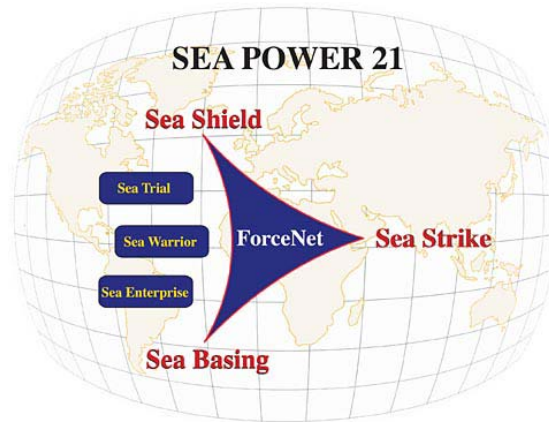 SEA POWER 21
Sea Shield
Sea Trial
Sea Warrior
ForceNet
Sea Strike
Sea Enterprise
Sea Basing